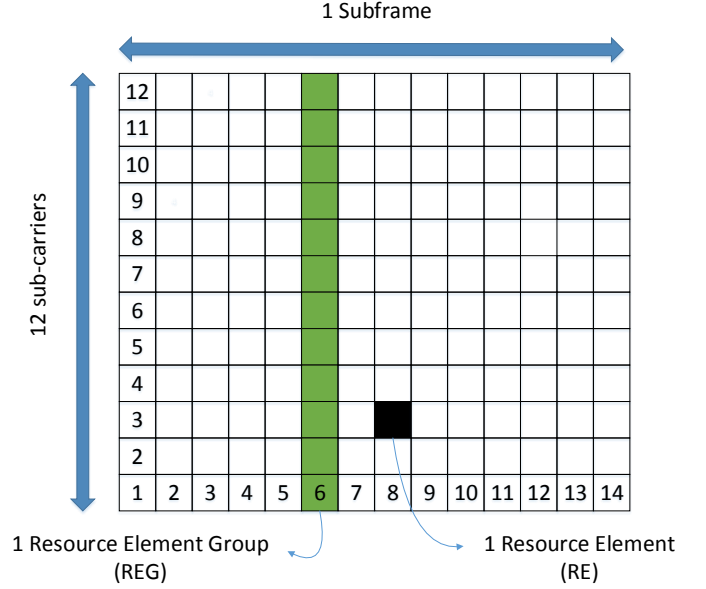 1 Subframe
12 sub-carriers
12
11
10
9
8
7
6
5
4
3
2
1 2 3 4 5 6 7 8 9 10 11 12 13 14
1 Resource Element Group
(REG)
1 Resource Element
(RE)